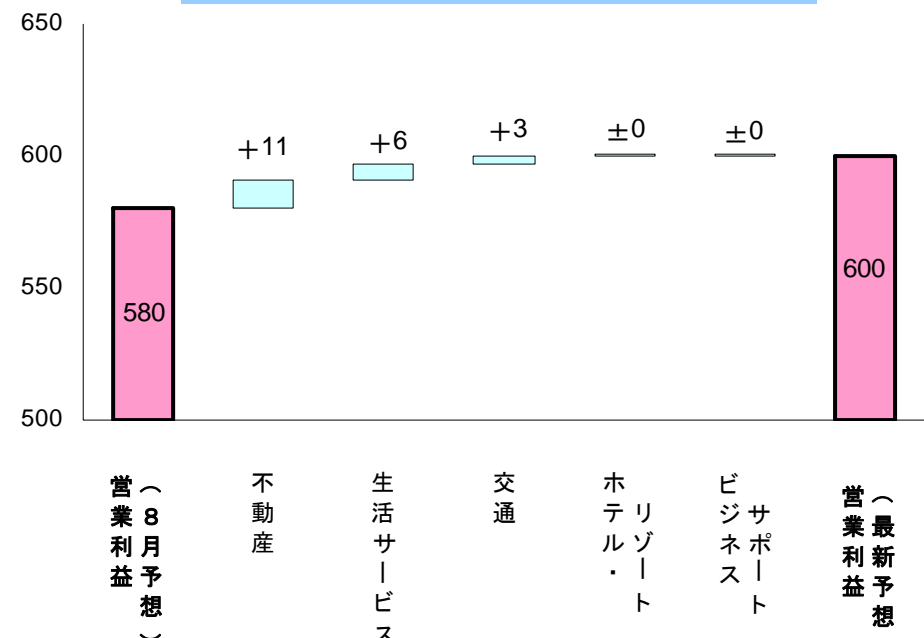 650
600
550
500
580
＋11
＋6
＋3
±0
±0
600
営業利益
（８月予想）
不動産
生活サービス
交通
ホテル・
リゾート
ビジネス
サポート
営業利益
（最新予想